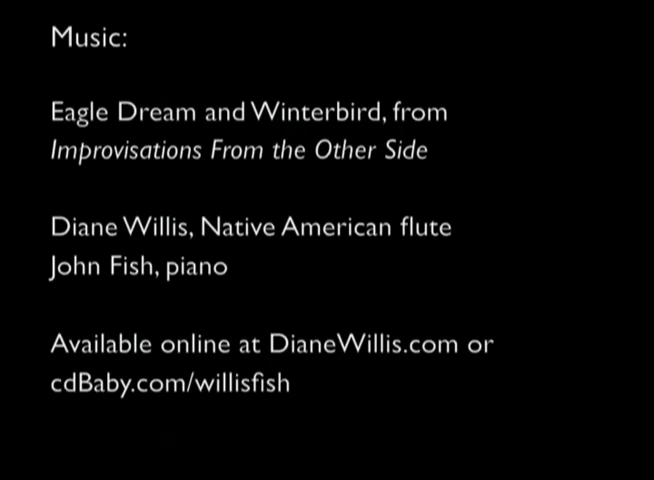 Music:
Eagle Dream and Winterbird, from
Improvisations From the Other Side
Diane Willis, Native American flute
John Fish, piano
Available online at DianeWillis.com or
cdBaby.com/willisfish